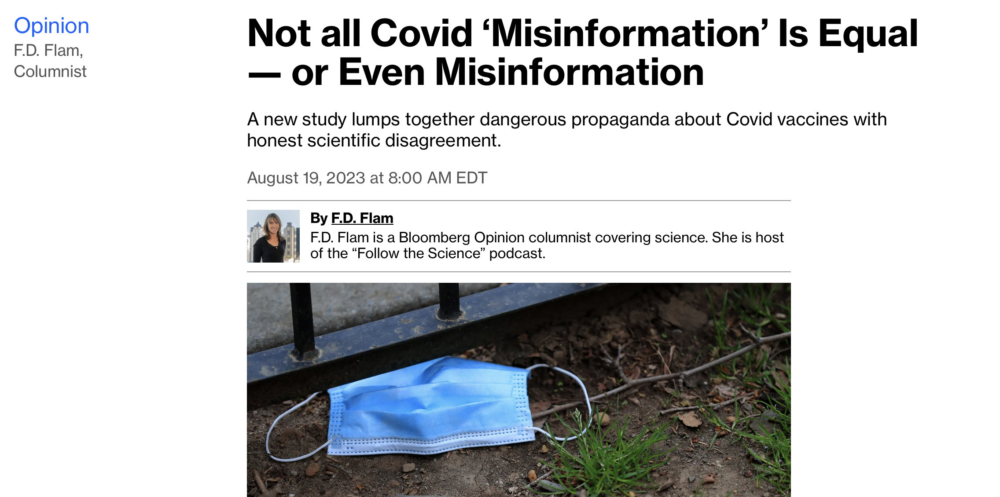 Opinion
F.D. Flam,
Columnist
Not all Covid ‘Misinformation’ Is Equal
— or Even Misinformation
A new study lumps together dangerous propaganda about Covid vaccines with
honest scientific disagreement.
August 19, 2023 at 8:00 AM EDT
By F.D. Flam
F.D. Flam is a Bloomberg Opinion columnist covering science. She is host
of the “Follow the Science” podcast.